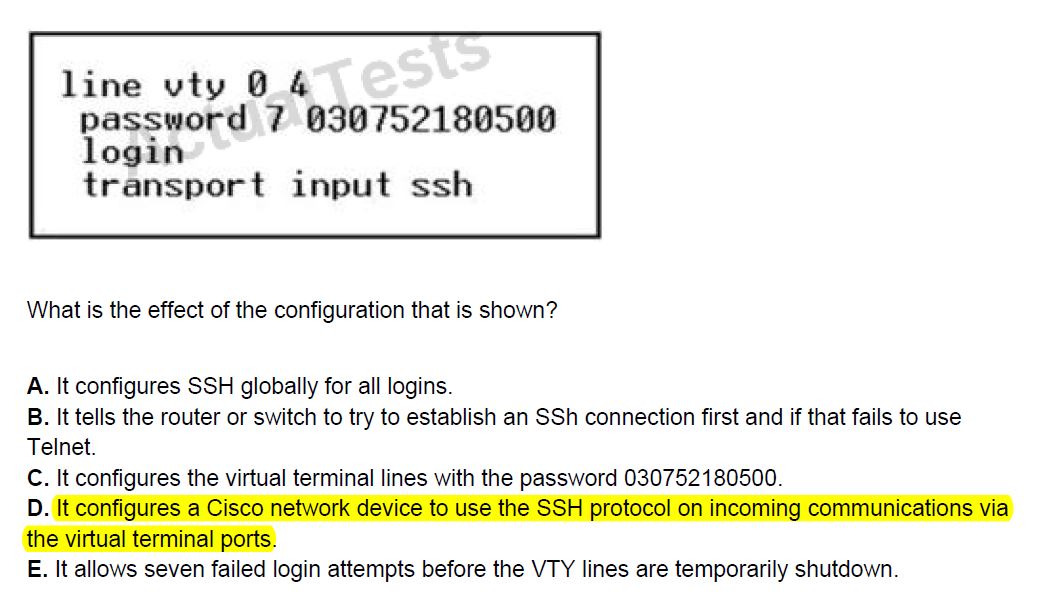 ActualTests
line vty 0 4
password 7 030752180500
login
transport input ssh
What is the effect of the configuration that is shown?
A. It configures SSH globally for all logins.
B. It tells the router or switch to try to establish an SSh connection first and if that fails to use
Telnet.
C. It configures the virtual terminal lines with the password 030752180500.
D. It configures a Cisco network device to use the SSH protocol on incoming communications via
the virtual terminal ports.
E. It allows seven failed login attempts before the VTY lines are temporarily shutdown.